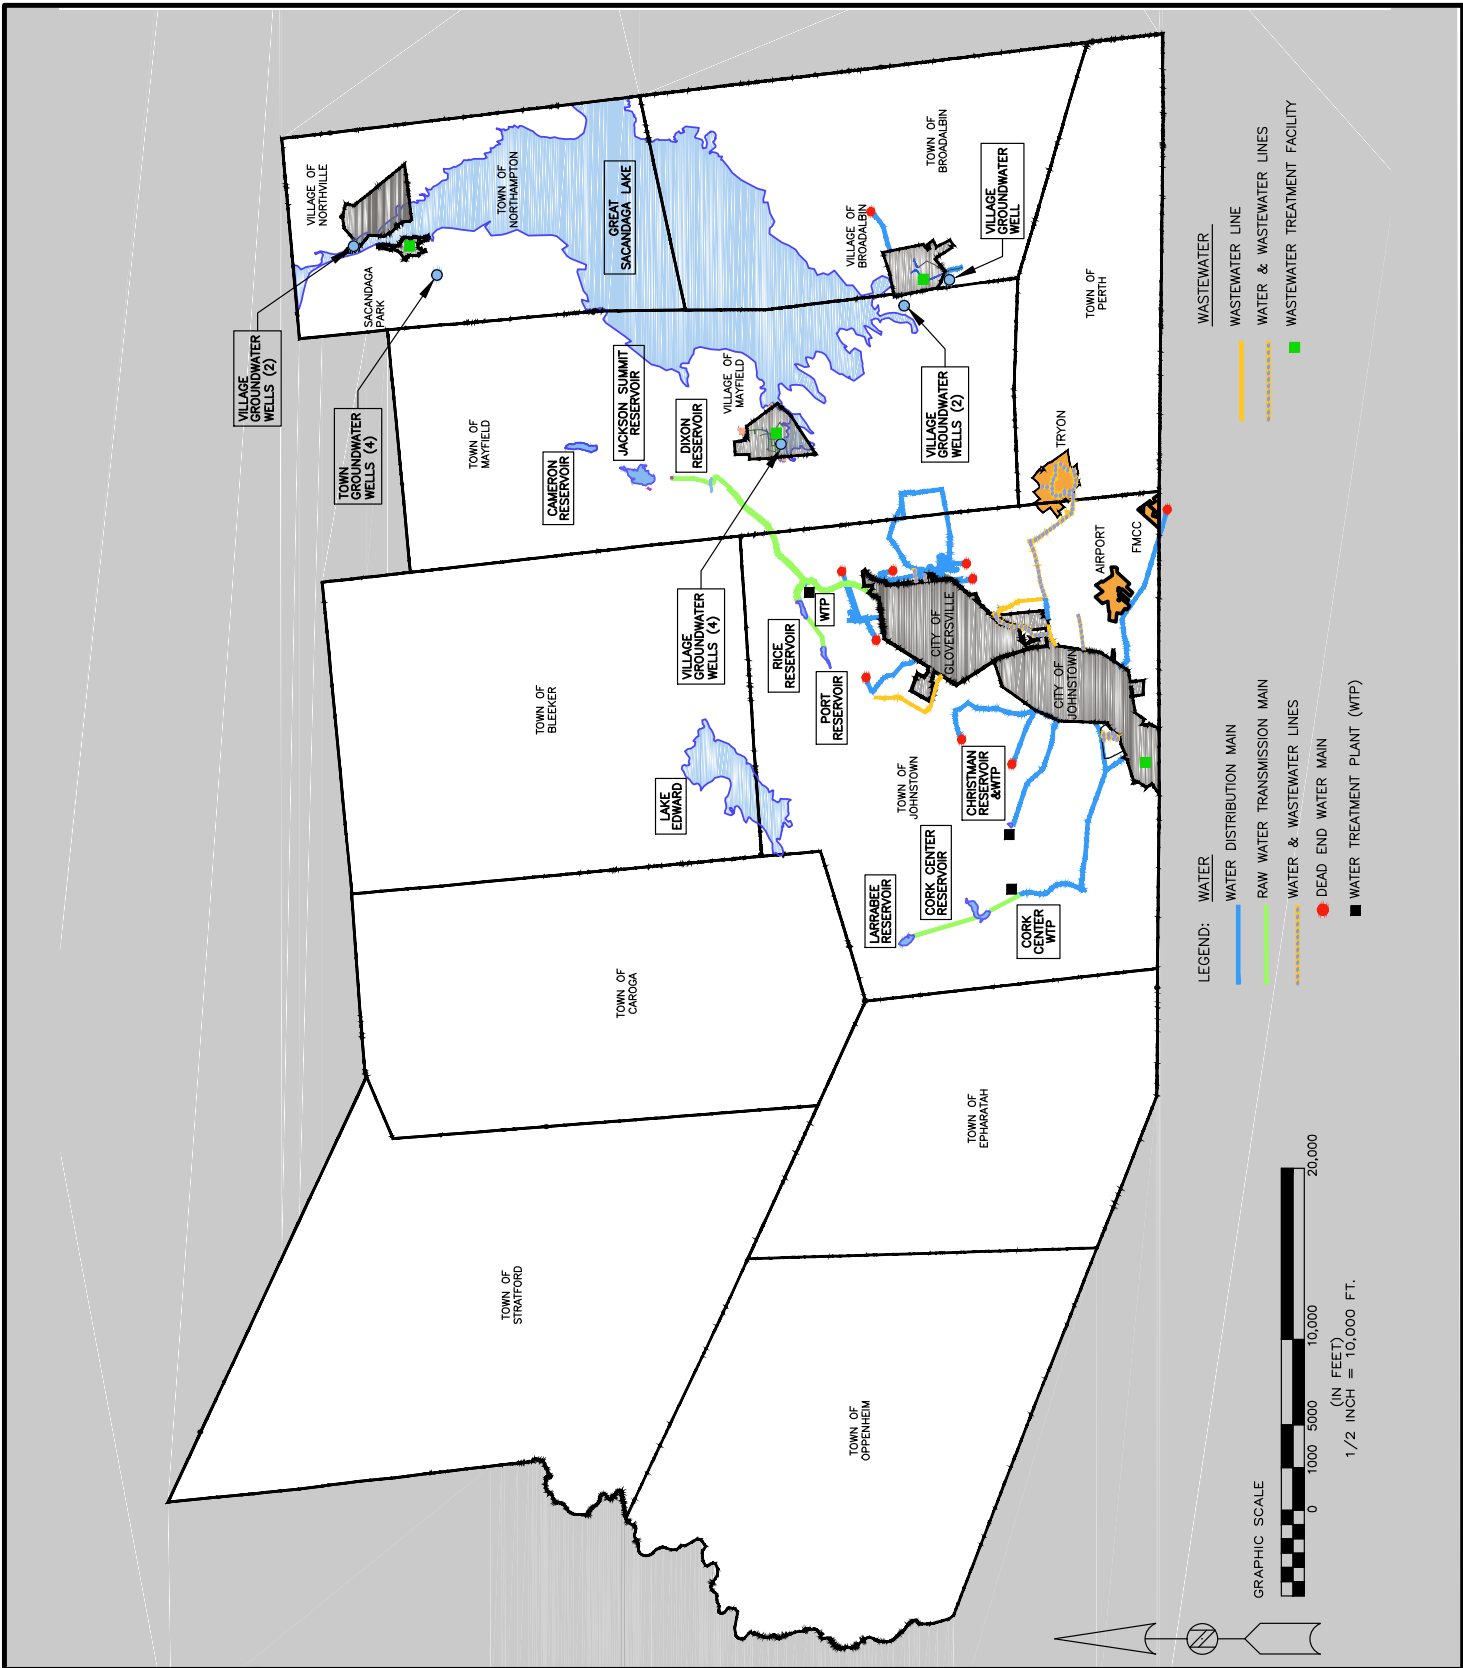 VILLAGE OF
NORTHVILLE
TOWN OF
NORTHAMPTON
SACANDAGA
PARK
GREAT
SACANDAGA LAKE
VILLAGE
GROUNDWATER
WELLS (2)
TOWN
GROUNDWATER
WELLS (4)
TOWN OF
BROADALBIN
VILLAGE OF
BROADALBIN
VILLAGE
GROUNDWATER
WELL
TOWN OF
PERTH
TOWN OF
MAYFIELD
CAMERON
RESERVOIR
JACKSON SUMMIT
RESERVOIR
DIXON
RESERVOIR
VILLAGE OF
MAYFIELD
VILLAGE
GROUNDWATER
WELLS (2)
VILLAGE
GROUNDWATER
WELLS (4)
TRYON
AIRPORT
FMCC
TOWN OF
BLEEKER
LAKE
EDWARD
RICE
RESERVOIR
WTP
PORT
RESERVOIR
CITY OF
GLOVERSVILLE
CITY OF
JOHNSTOWN
TOWN OF
JOHNSTOWN
CHRISTMAN
RESERVOIR
&WTP
CORK CENTER
RESERVOIR
LARRABEE
RESERVOIR
CORK
CENTER
WTP
TOWN OF
CAROGA
TOWN OF
EPHARATAH
TOWN OF
STRATFORD
TOWN OF
OPPENHEIM
LEGEND:
WATER
WATER DISTRIBUTION MAIN
RAW WATER TRANSMISSION MAIN
WATER & WASTEWATER LINES
DEAD END WATER MAIN
WATER TREATMENT PLANT (WTP)
WASTEWATER
WASTEWATER LINE
WATER & WASTEWATER LINES
WASTEWATER TREATMENT FACILITY
GRAPHIC SCALE
0 1000 5000 10,000 20,000
(IN FEET)
1/2 INCH = 10,000 FT.